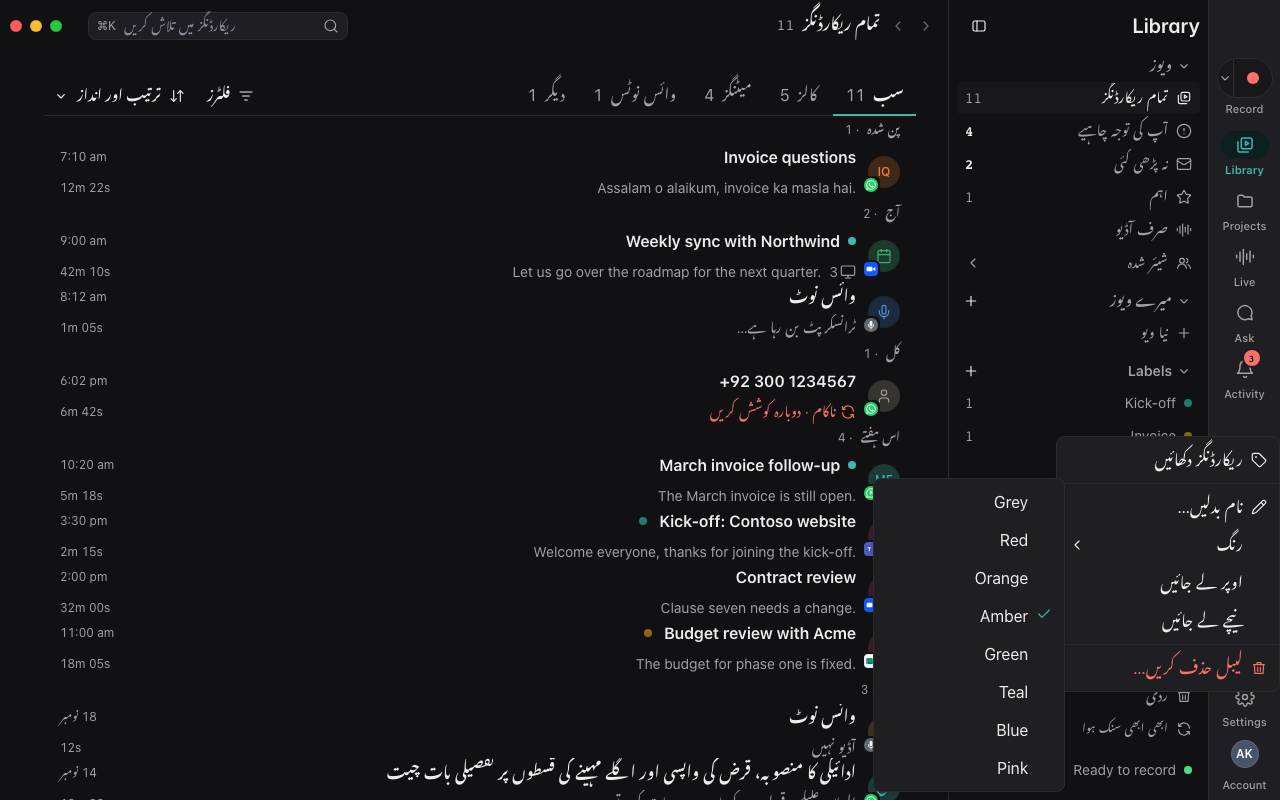 ⌘K ریکارڈنگز میں تلاش کریں
تمام ریکارڈنگز 11
سب 11
کالز 5
میٹنگز 4
وائس نوٹس 1
دیگر 1
فلٹرز
ترتیب اور انداز
پن شدہ · 1
IQ
Invoice questions
7:10 am
Assalam o alaikum, invoice ka masla hai.
12m 22s
آج · 2
Weekly sync with Northwind
9:00 am
Let us go over the roadmap for the next quarter. 3
42m 10s
وائس نوٹ
8:12 am
ٹرانسکرپٹ بن رہا ہے...
1m 05s
کل · 1
+92 300 1234567
6:02 pm
ناکام · دوبارہ کوشش کریں
6m 42s
اس ہفتے · 4
March invoice follow-up
10:20 am
The March invoice is still open.
5m 18s
Kick-off: Contoso website
3:30 pm
Welcome everyone, thanks for joining the kick-off.
2m 15s
Contract review
2:00 pm
Clause seven needs a change.
32m 00s
Budget review with Acme
11:00 am
The budget for phase one is fixed.
18m 05s
3
وائس نوٹ
18 نومبر
آڈیو نہیں
12s
ادائیگی کا منصوبہ، قرض کی واپسی اور اگلے مہینے کی قسطوں پر تفصیلی بات چیت
14 نومبر
Library
ویوز
تمام ریکارڈنگز 11
آپ کی توجہ چاہیے 4
نہ پڑھی گئی 2
اہم 1
صرف آڈیو
شیئر شدہ
میرے ویوز
نیا ویو
Labels
Kick-off 1
Invoice 1
ریکارڈنگز دکھائیں
نام بدلیں...
رنگ
اوپر لے جائیں
نیچے لے جائیں
لیبل حذف کریں...
Grey
Red
Orange
Amber
Green
Teal
Blue
Pink
ردی
ابھی ابھی سنک ہوا
Ready to record
Record
Library
Projects
Live
Ask
3
Activity
Settings
AK
Account